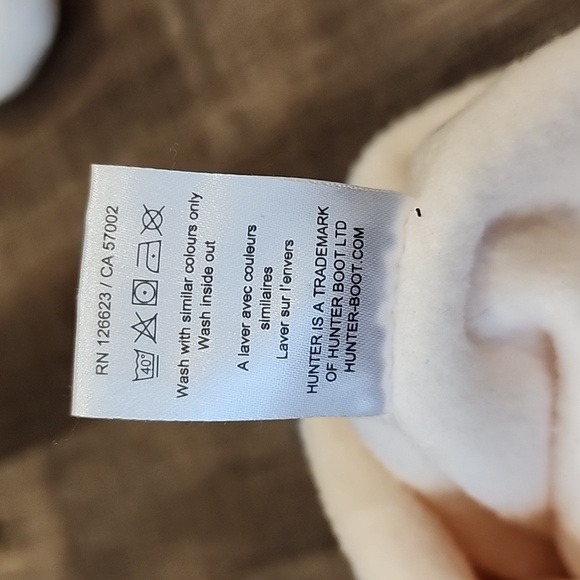 RN 126623 / CA 57002
40°
Wash with similar colours only
Wash inside out
A laver avec couleurs
similaires
Laver sur l'envers
HUNTER IS A TRADEMARK
OF HUNTER BOOT LTD
HUNTER-BOOT.COM